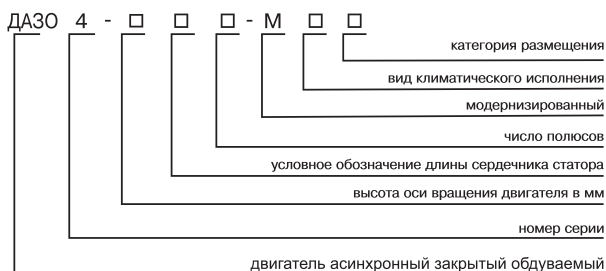 ДАЗО 4 - □ □ □ - М □ □
категория размещения
вид климатического исполнения
модернизированный
число полюсов
условное обозначение длины сердечника статора
высота оси вращения двигателя в мм
номер серии
двигатель асинхронный закрытый обдуваемый